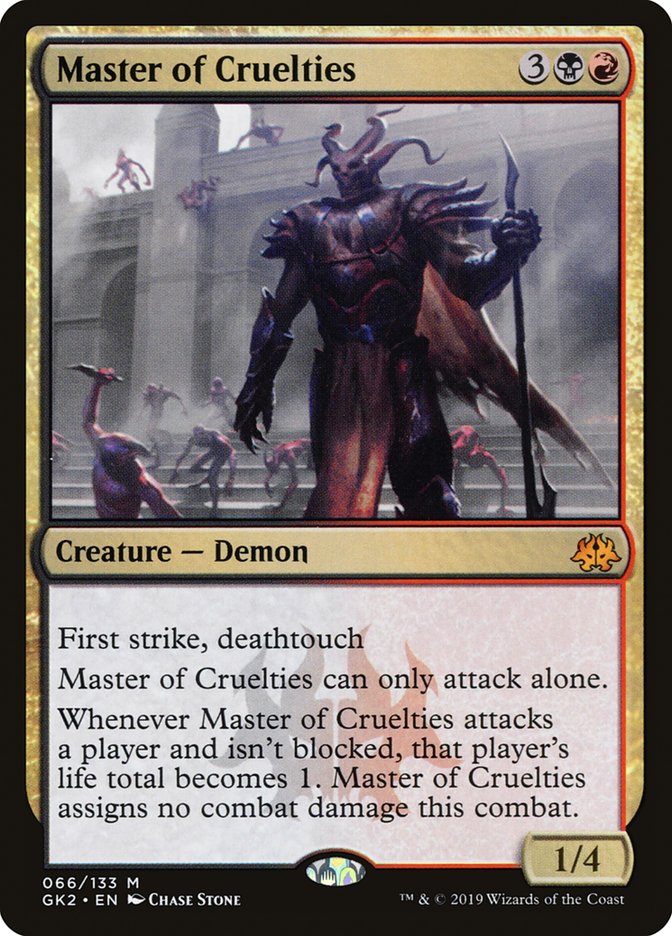 Master of Cruelties 3
Creature — Demon
First strike, deathtouch
Master of Cruelties can only attack alone.
Whenever Master of Cruelties attacks
a player and isn't blocked, that player's
life total becomes 1. Master of Cruelties
assigns no combat damage this combat.
1/4
066/133 M
GK2 • EN Chase Stone
™ & © 2019 Wizards of the Coast